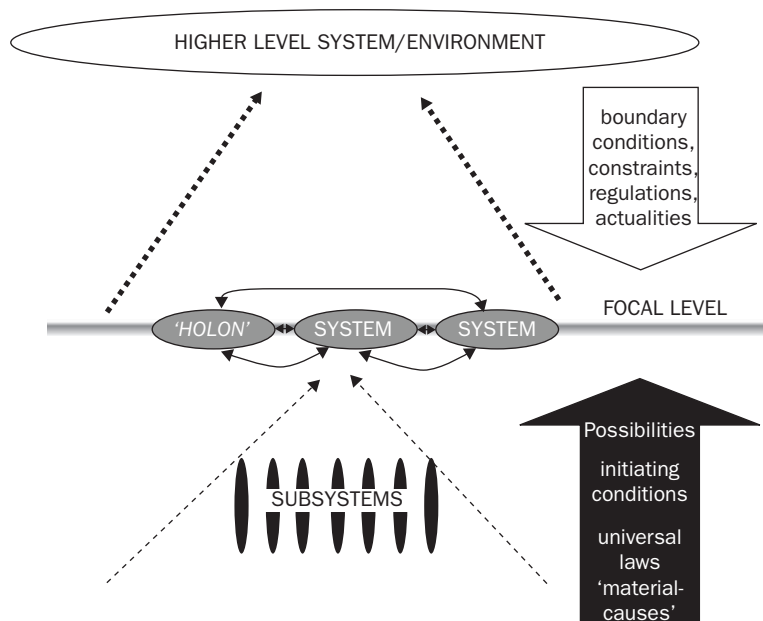 HIGHER LEVEL SYSTEM/ENVIRONMENT
boundary
conditions,
constraints,
regulations,
actualities
FOCAL LEVEL
'HOLON' SYSTEM SYSTEM
Possibilities
initiating
conditions
SUBSYSTEMS
universal
laws
'material-
causes'